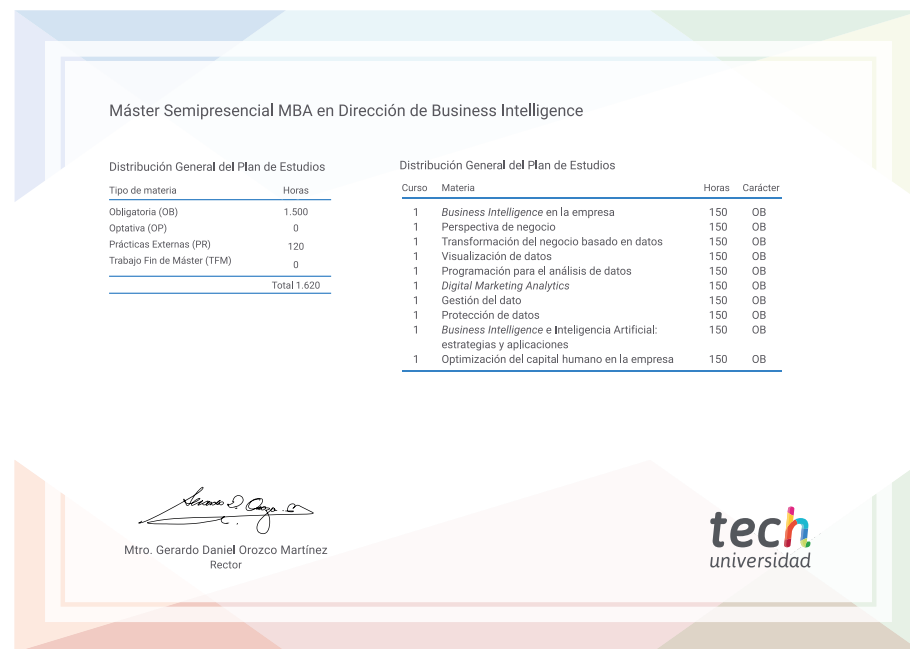 Máster Semipresencial MBA en Dirección de Business Intelligence
Distribución General del Plan de Estudios
Tipo de materia Horas
Obligatoria (OB) 1.500
Optativa (OP) 0
Prácticas Externas (PR) 120
Trabajo Fin de Máster (TFM) 0
Total 1.620
Distribución General del Plan de Estudios
Curso Materia Horas Carácter
1 Business Intelligence en la empresa 150 OB
1 Perspectiva de negocio 150 OB
1 Transformación del negocio basado en datos 150 OB
1 Visualización de datos 150 OB
1 Programación para el análisis de datos 150 OB
1 Digital Marketing Analytics 150 OB
1 Gestión del dato 150 OB
1 Protección de datos 150 OB
1 Business Intelligence e Inteligencia Artificial: 150 OB
estrategias y aplicaciones
1 Optimización del capital humano en la empresa 150 OB
Mtro. Gerardo Daniel Orozco Martínez
Rector
tech
universidad